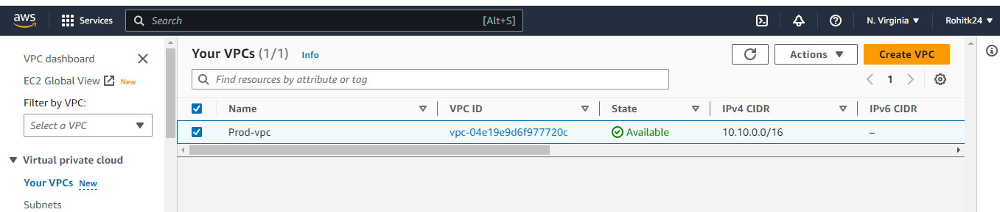 aws Services Search [Alt+S] N. Virginia Rohitk24
VPC dashboard
EC2 Global View New
Filter by VPC:
Select a VPC
Virtual private cloud
Your VPCs New
Subnets
Your VPCs (1/1) Info Actions Create VPC
Find resources by attribute or tag 1
Name VPC ID State IPv4 CIDR IPv6 CIDR
Prod-vpc vpc-04e19e9d6f977720c Available 10.10.0.0/16 –